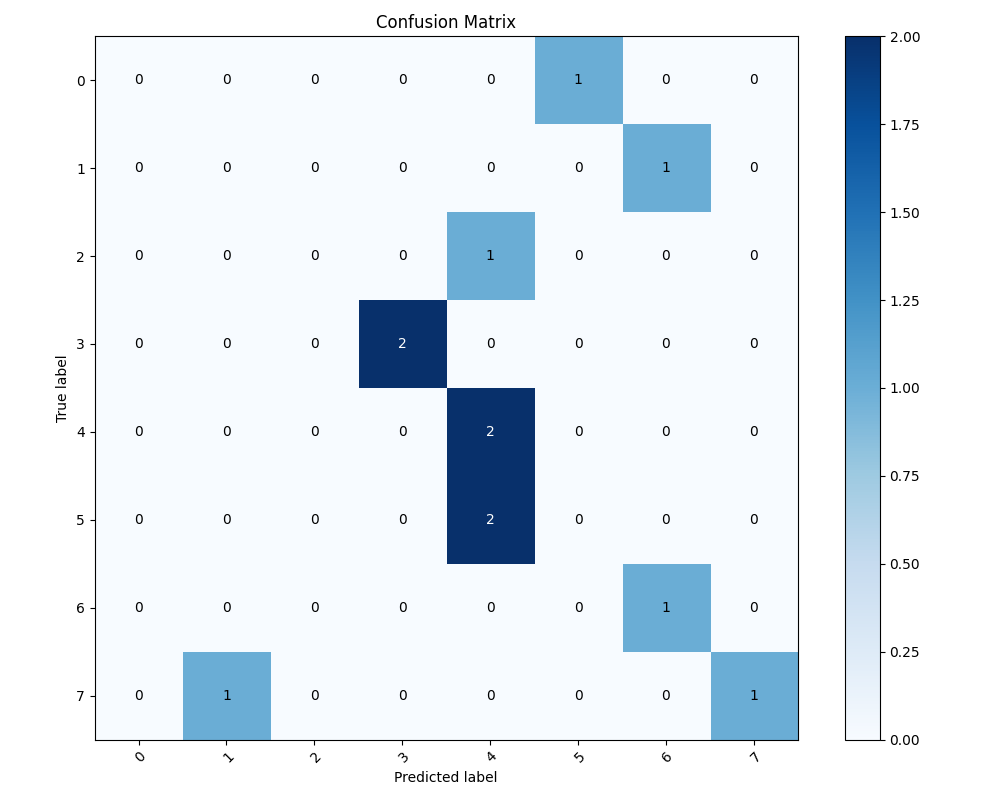 Confusion Matrix
0 0 0 0 0 0 1 0 0
1 0 0 0 0 0 0 1 0
2 0 0 0 0 1 0 0 0
3 0 0 0 2 0 0 0 0
4 0 0 0 0 2 0 0 0
5 0 0 0 0 2 0 0 0
6 0 0 0 0 0 0 1 0
7 0 1 0 0 0 0 0 1
0 1 2 3 4 5 6 7
True label
Predicted label
2.00
1.75
1.50
1.25
1.00
0.75
0.50
0.25
0.00